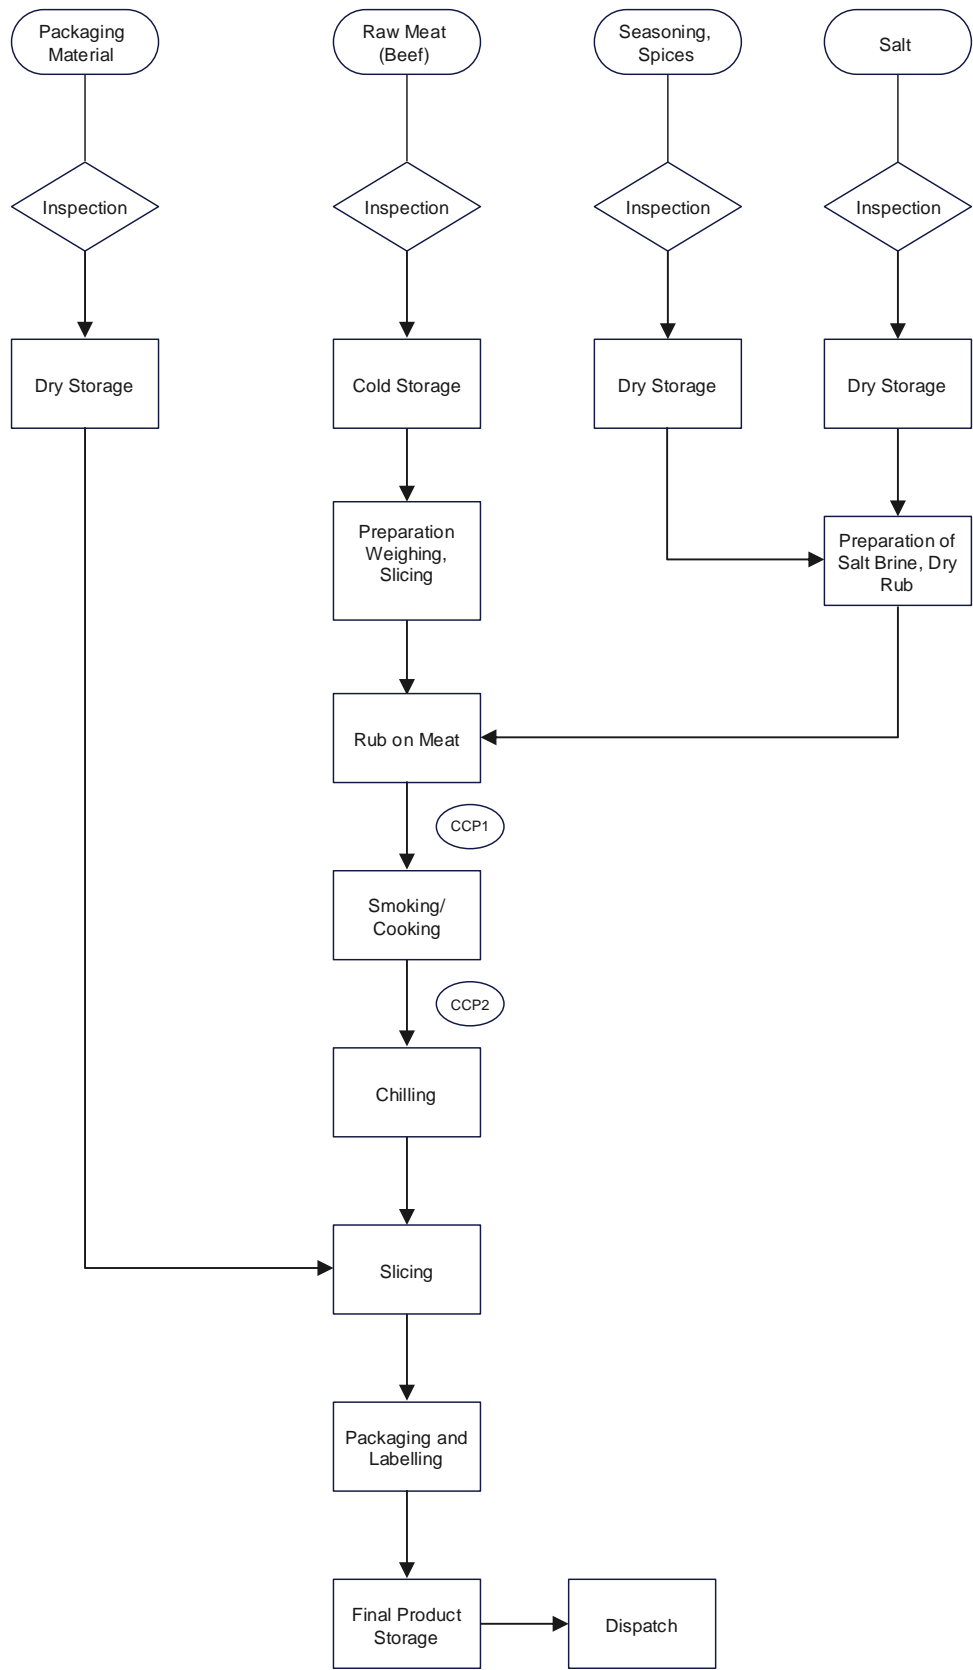 Packaging
Material
Raw Meat
(Beef)
Seasoning,
Spices
Salt
Inspection
Inspection
Inspection
Inspection
Dry Storage
Cold Storage
Dry Storage
Dry Storage
Preparation
Weighing,
Slicing
Preparation of
Salt Brine, Dry
Rub
Rub on Meat
CCP1
Smoking/
Cooking
CCP2
Chilling
Slicing
Packaging and
Labelling
Final Product
Storage
Dispatch